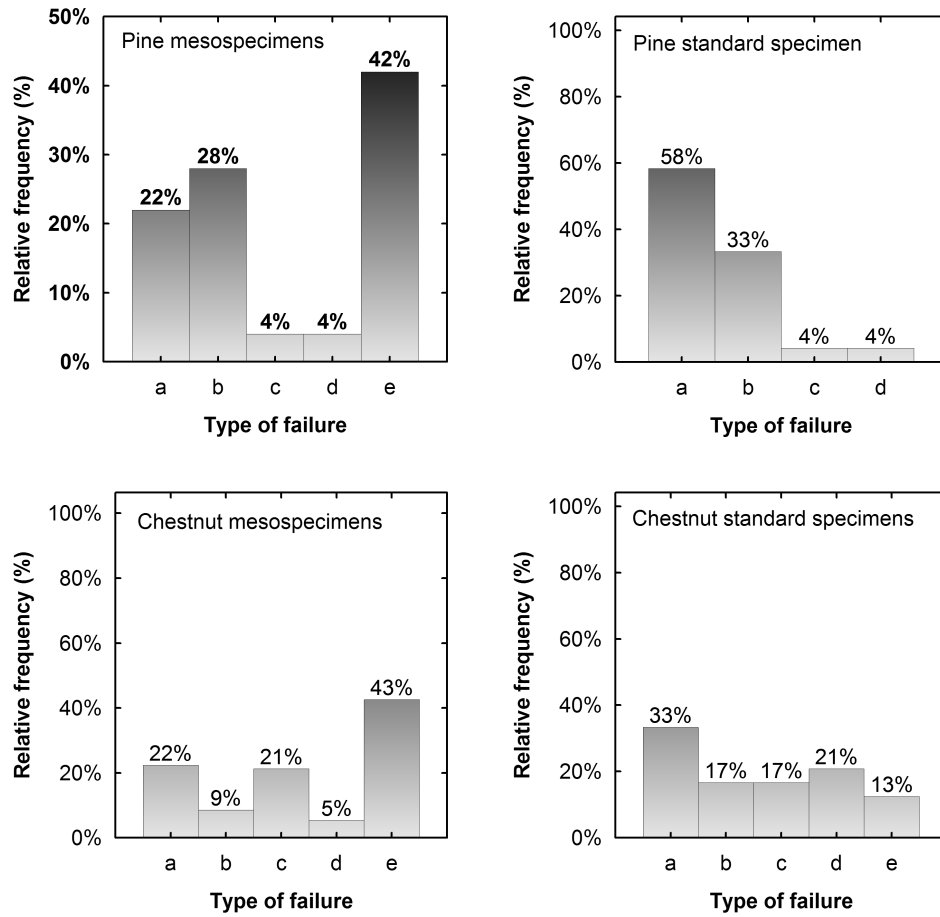 Pine mesospecimens
Relative frequency (%)
50%
40%
30%
20%
10%
0%
22%
28%
4%
4%
42%
a b c d e
Type of failure
Pine standard specimen
Relative frequency (%)
100%
80%
60%
40%
20%
0%
58%
33%
4%
4%
a b c d
Type of failure
Chestnut mesospecimens
Relative frequency (%)
100%
80%
60%
40%
20%
0%
22%
9%
21%
5%
43%
a b c d e
Type of failure
Chestnut standard specimens
Relative frequency (%)
100%
80%
60%
40%
20%
0%
33%
17%
17%
21%
13%
a b c d e
Type of failure